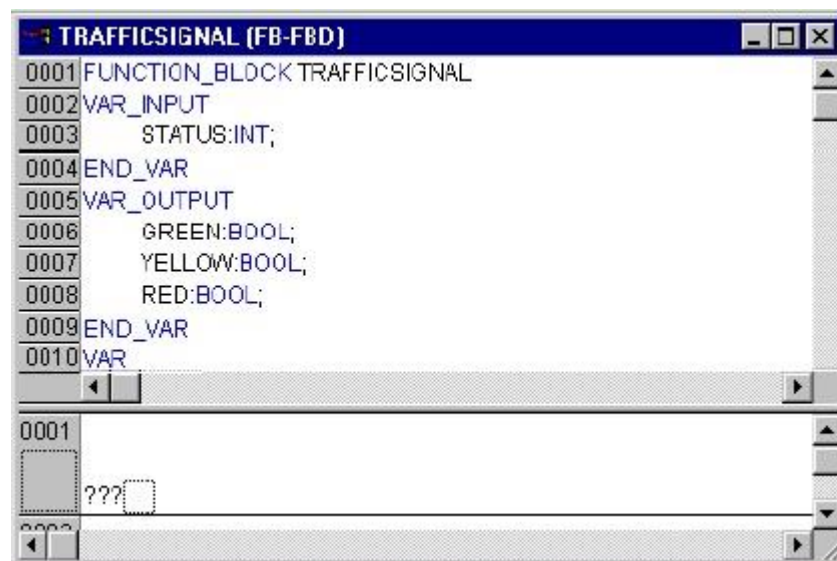 TRAFFICSIGNAL (FB-FBD)
0001 FUNCTION_BLOCK TRAFFICSIGNAL
0002 VAR_INPUT
0003 STATUS:INT;
0004 END_VAR
0005 VAR_OUTPUT
0006 GREEN:BOOL;
0007 YELLOW:BOOL;
0008 RED:BOOL;
0009 END_VAR
0010 VAR
0001
???